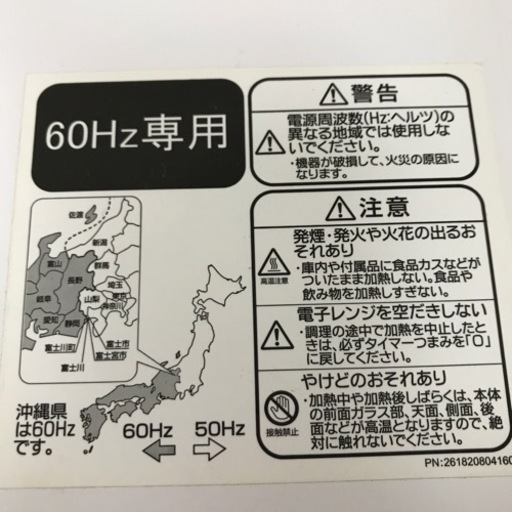 60Hz専用
警告
電源周波数(Hz:ヘルツ)の
異なる地域では使用しな
いでください。
・機器が破損して、火災の原因に
なります。
佐渡
新潟
富山
群馬
長野
埼玉
岐阜
山梨
東京
神奈川
愛知
静岡
富士川町
富士市
富士宮市
富士川
沖縄県
は60Hz
です。
60Hz
50Hz
注意
発煙・発火や火花の出るお
それあり
高温注意
・庫内や付属品に食品カスなどが
ついたまま加熱しない。食品や
飲み物を加熱しすぎない。
電子レンジを空だきしない
・調理の途中で加熱を中止したと
きは、必ずタイマーつまみを「0」
に戻してください。
やけどのおそれあり
接触禁止
・加熱中や加熱後しばらくは、本体
の前面ガラス部、天面、側面、後
面などが高温となりますので、絶
対に触れないでください。
PN:261820804160